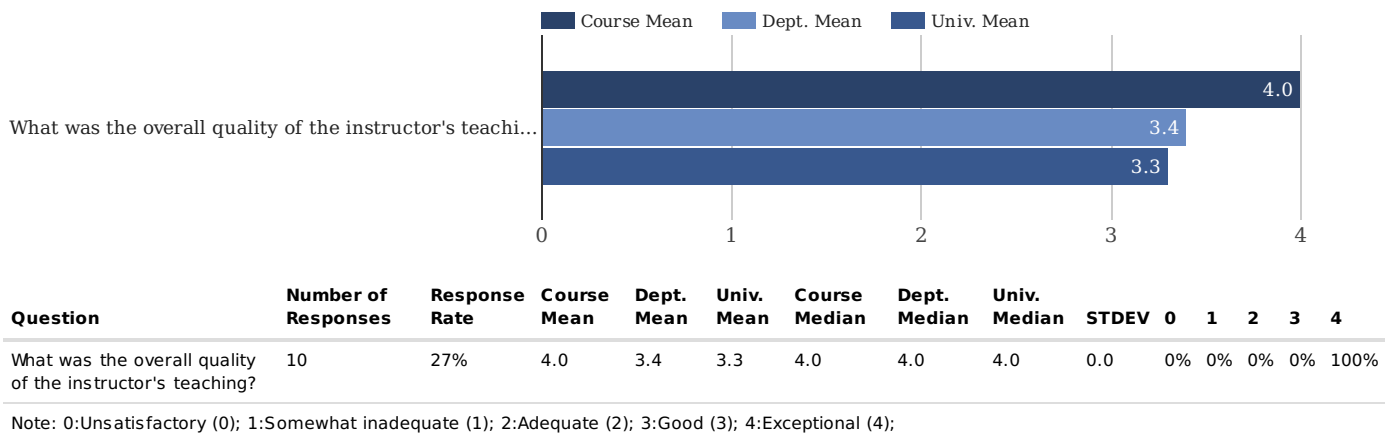 Course Mean Dept. Mean Univ. Mean
4.0
What was the overall quality of the instructor's teachi...
3.4
3.3
0 1 2 3 4
Question Number of Responses Response Rate Course Mean Dept. Mean Univ. Mean Course Median Dept. Median Univ. Median STDEV 0 1 2 3 4
What was the overall quality 10 27% 4.0 3.4 3.3 4.0 4.0 4.0 0.0 0% 0% 0% 0% 100%
of the instructor's teaching?
Note: 0:Unsatisfactory (0); 1:Somewhat inadequate (1); 2:Adequate (2); 3:Good (3); 4:Exceptional (4);